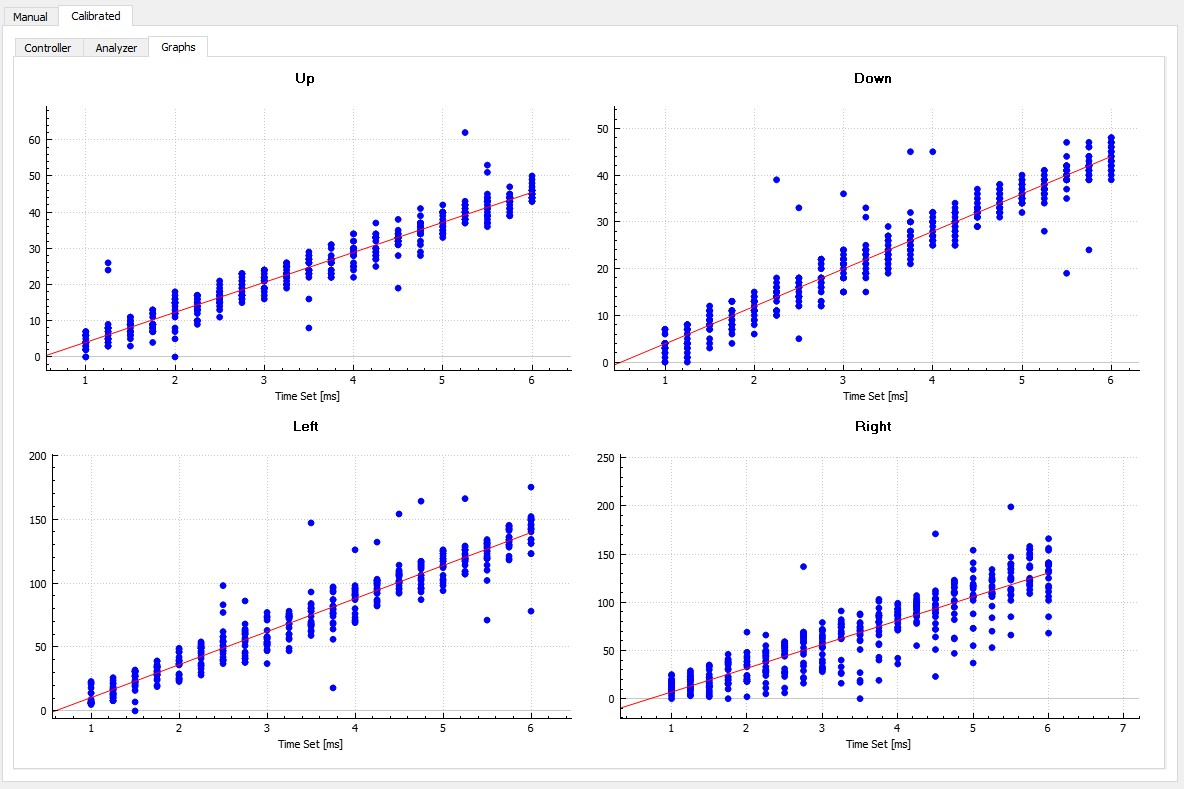 Manual Calibrated
Controller Analyzer Graphs
Up
60
50
40
30
20
10
0
1 2 3 4 5 6
Time Set [ms]
Down
50
40
30
20
10
0
1 2 3 4 5 6
Time Set [ms]
Left
200
150
100
50
0
1 2 3 4 5 6
Time Set [ms]
Right
250
200
150
100
50
0
1 2 3 4 5 6 7
Time Set [ms]